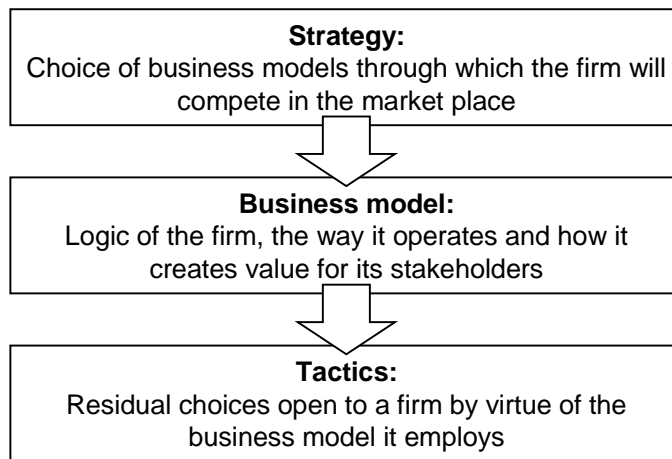 Strategy:
Choice of business models through which the firm will
compete in the market place
Business model:
Logic of the firm, the way it operates and how it
creates value for its stakeholders
Tactics:
Residual choices open to a firm by virtue of the
business model it employs